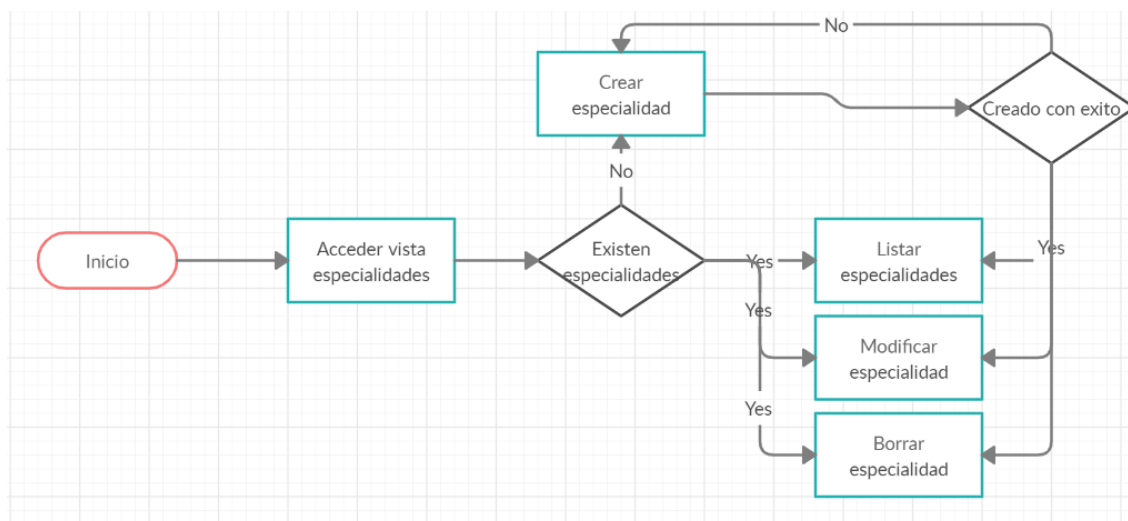 No
Crear
especialidad
Creado con exito
No
Inicio
Acceder vista
especialidades
Existen
especialidades
Yes
Listar
especialidades
Yes
Yes
Modificar
especialidad
Yes
Borrar
especialidad